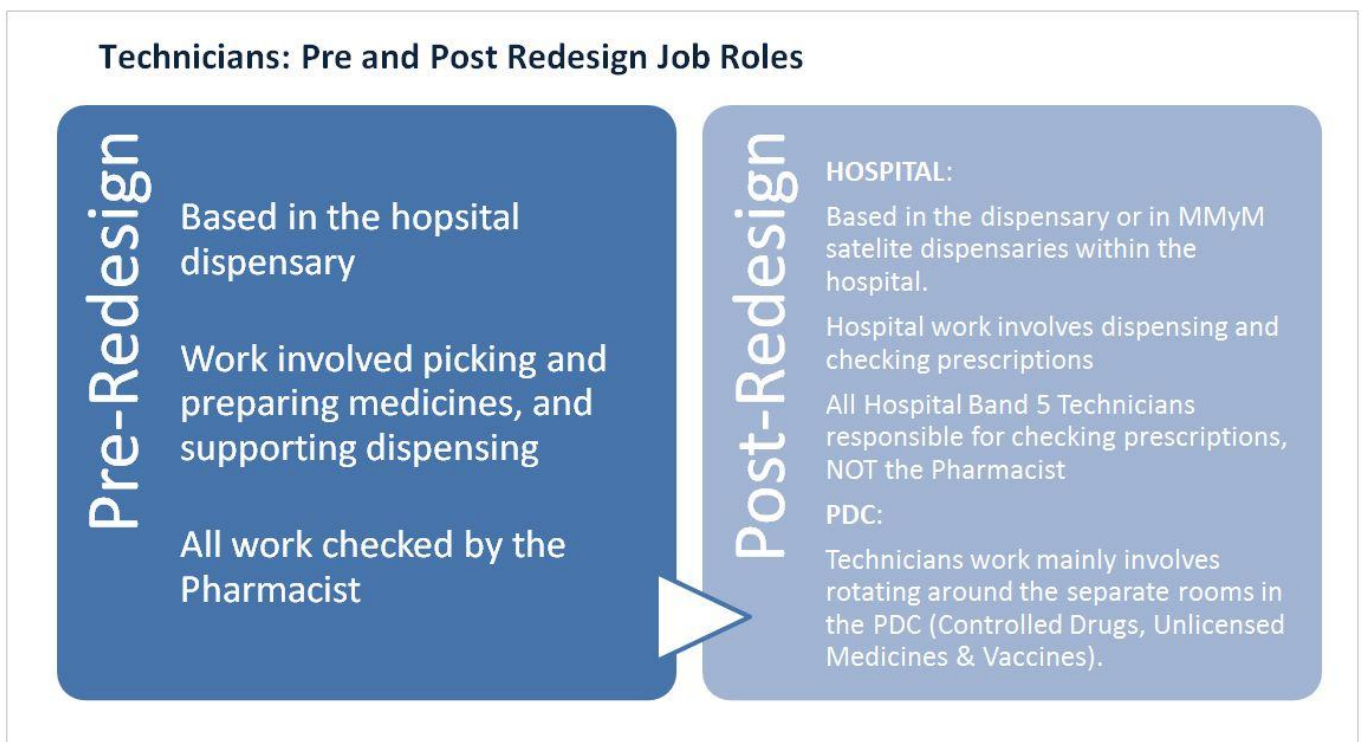 Technicians: Pre and Post Redesign Job Roles
Pre-Redesign
Based in the hopsital
dispensary
Work involved picking and
preparing medicines, and
supporting dispensing
All work checked by the
Pharmacist
Post-Redesign
HOSPITAL:
Based in the dispensary or in MMyM
satelite dispensaries within the
hospital.
Hospital work involves dispensing and
checking prescriptions
All Hospital Band 5 Technicians
responsible for checking prescriptions,
NOT the Pharmacist
PDC:
Technicians work mainly involves
rotating around the separate rooms in
the PDC (Controlled Drugs, Unlicensed
Medicines & Vaccines).